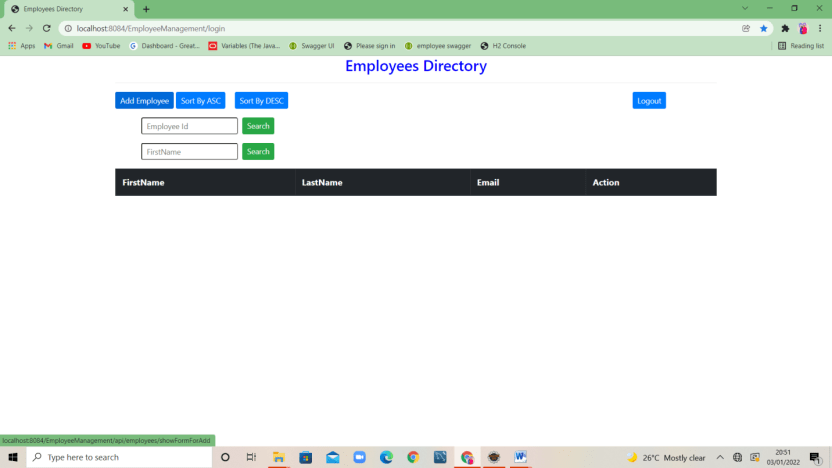 Employees Directory
localhost:8084/EmployeeManagement/login
Apps Gmail YouTube Dashboard - Great... Variables (The Java... Swagger UI Please sign in employee swagger H2 Console Reading list
Employees Directory
Add Employee Sort By ASC Sort By DESC Logout
Employee Id Search
FirstName Search
FirstName LastName Email Action
localhost:8084/EmployeeManagement/api/employees/showFormForAdd
Type here to search 26°C Mostly clear 20:51
03/01/2022